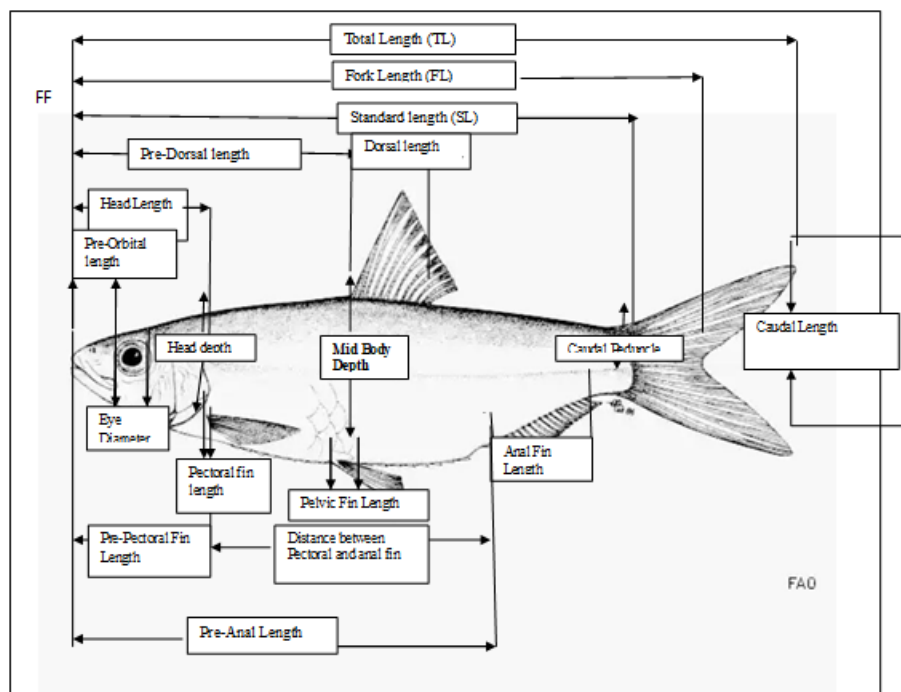 Total Length (TL)
Fork Length (FL)
FF
Standard length (SL)
Pre-Dorsal length
Dorsal length
Head Length
Pre-Orbital
length
Head depth
Mid Body
Depth
Caudal Peduncle
Caudal Length
Eye
Diameter
Anal Fin
Length
Pectoral fin
length
Pelvic Fin Length
Pre-Pectoral Fin
Length
Distance between
Pectoral and anal fin
FAO
Pre-Anal Length